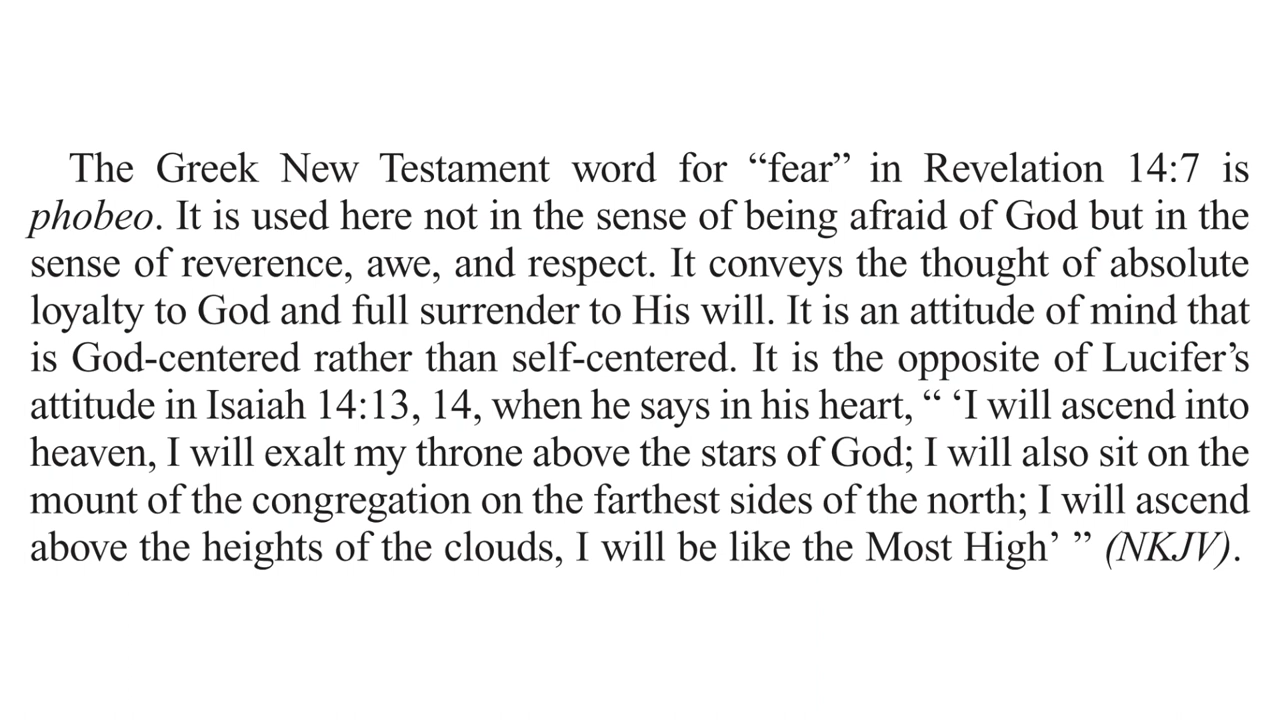 The Greek New Testament word for “fear” in Revelation 14:7 is
phobeo. It is used here not in the sense of being afraid of God but in the
sense of reverence, awe, and respect. It conveys the thought of absolute
loyalty to God and full surrender to His will. It is an attitude of mind that
is God-centered rather than self-centered. It is the opposite of Lucifer’s
attitude in Isaiah 14:13, 14, when he says in his heart, “ ‘I will ascend into
heaven, I will exalt my throne above the stars of God; I will also sit on the
mount of the congregation on the farthest sides of the north; I will ascend
above the heights of the clouds, I will be like the Most High’ ” (NKJV).